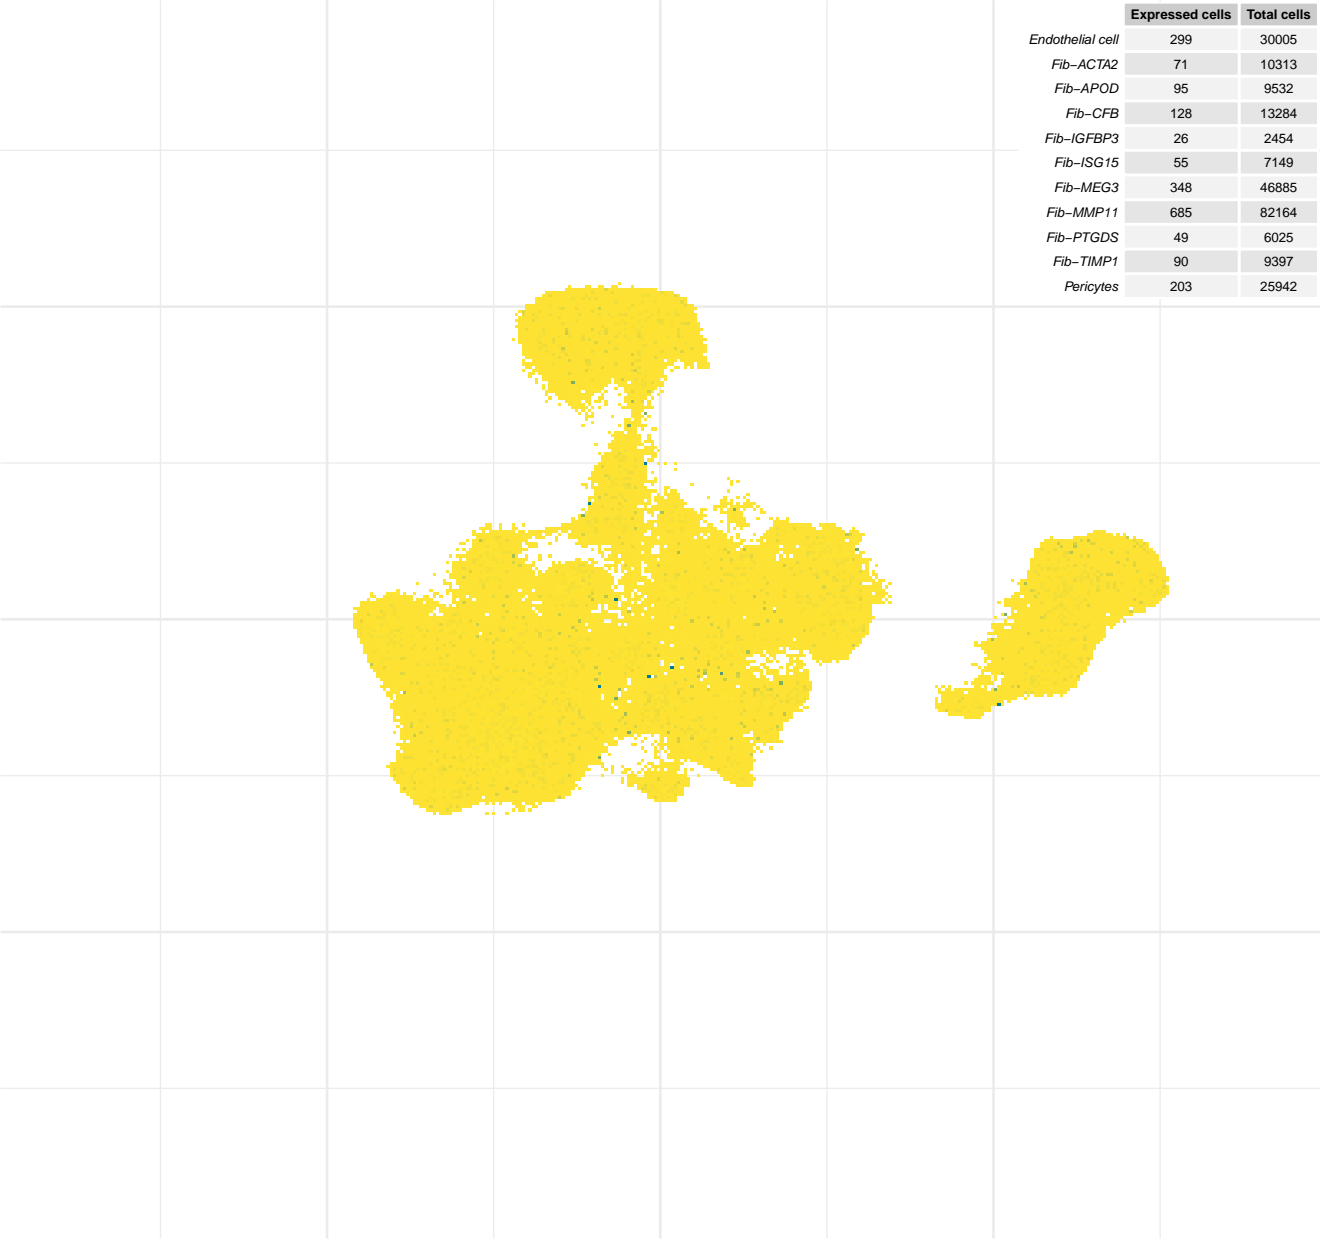 Expressed cells Total cells
Endothelial cell 299 30005
Fib−ACTA2 71 10313
Fib−APOD 95 9532
Fib−CFB 128 13284
Fib−IGFBP3 26 2454
Fib−ISG15 55 7149
Fib−MEG3 348 46885
Fib−MMP11 685 82164
Fib−PTGDS 49 6025
Fib−TIMP1 90 9397
Pericytes 203 25942